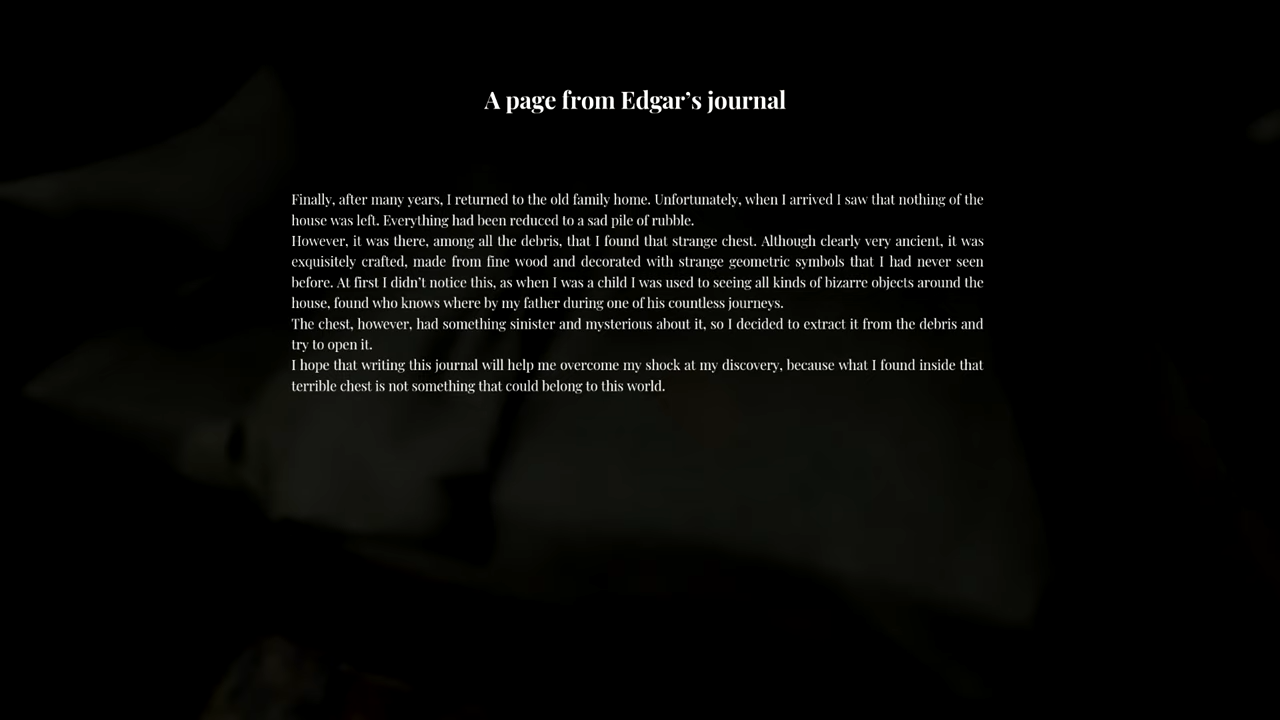 A page from Edgar’s journal
Finally, after many years, I returned to the old family home. Unfortunately, when I arrived I saw that nothing of the
house was left. Everything had been reduced to a sad pile of rubble.
However, it was there, among all the debris, that I found that strange chest. Although clearly very ancient, it was
exquisitely crafted, made from fine wood and decorated with strange geometric symbols that I had never seen
before. At first I didn’t notice this, as when I was a child I was used to seeing all kinds of bizarre objects around the
house, found who knows where by my father during one of his countless journeys.
The chest, however, had something sinister and mysterious about it, so I decided to extract it from the debris and
try to open it.
I hope that writing this journal will help me overcome my shock at my discovery, because what I found inside that
terrible chest is not something that could belong to this world.